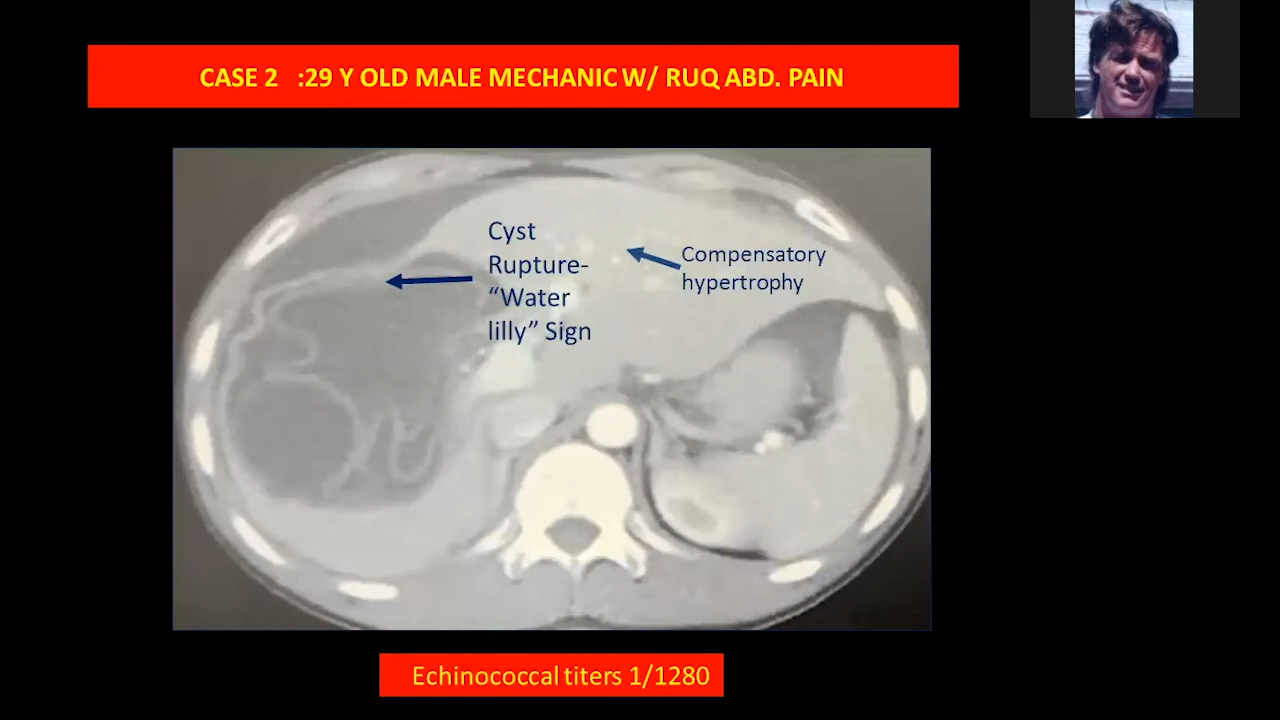 CASE 2 :29 Y OLD MALE MECHANIC W/ RUQ ABD. PAIN
Cyst
Rupture-
“Water
lilly” Sign
Compensatory
hypertrophy
Echinococcal titers 1/1280